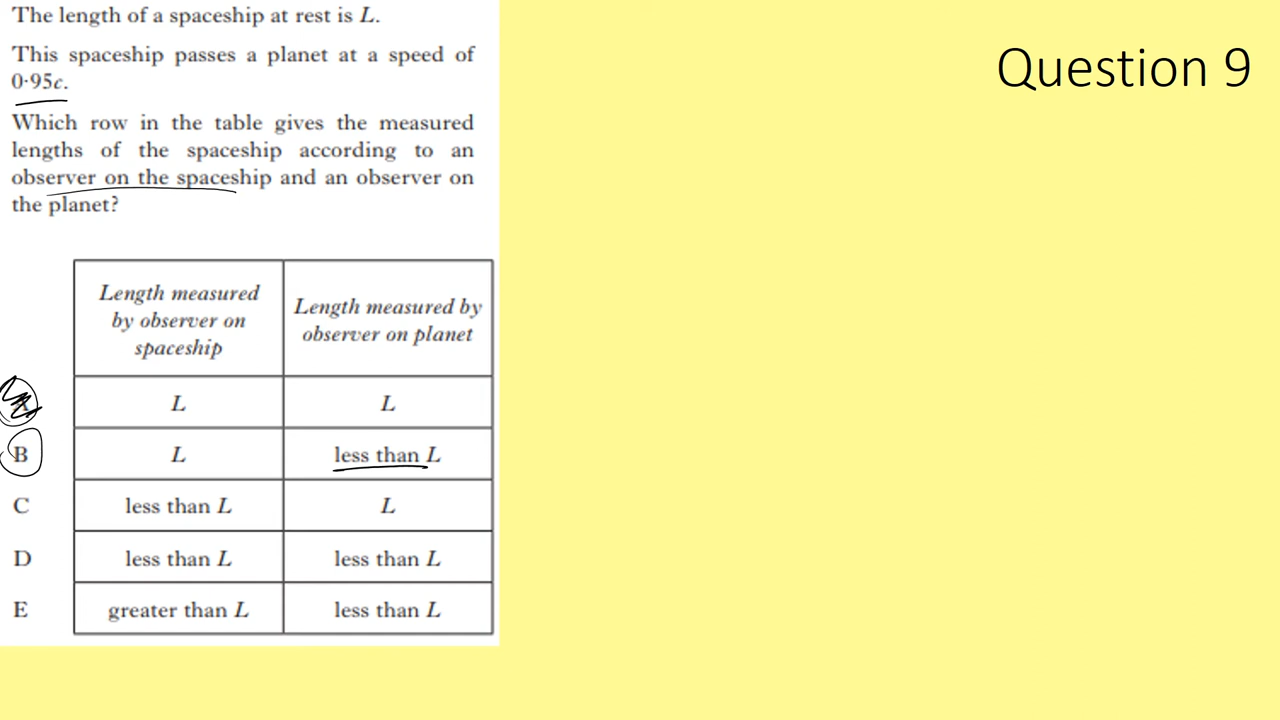 The length of a spaceship at rest is L.
This spaceship passes a planet at a speed of
0·95c.
Which row in the table gives the measured
lengths of the spaceship according to an
observer on the spaceship and an observer on
the planet?
Question 9
Length measured
by observer on
spaceship
Length measured by
observer on planet
A L L
B L less than L
C less than L L
D less than L less than L
E greater than L less than L